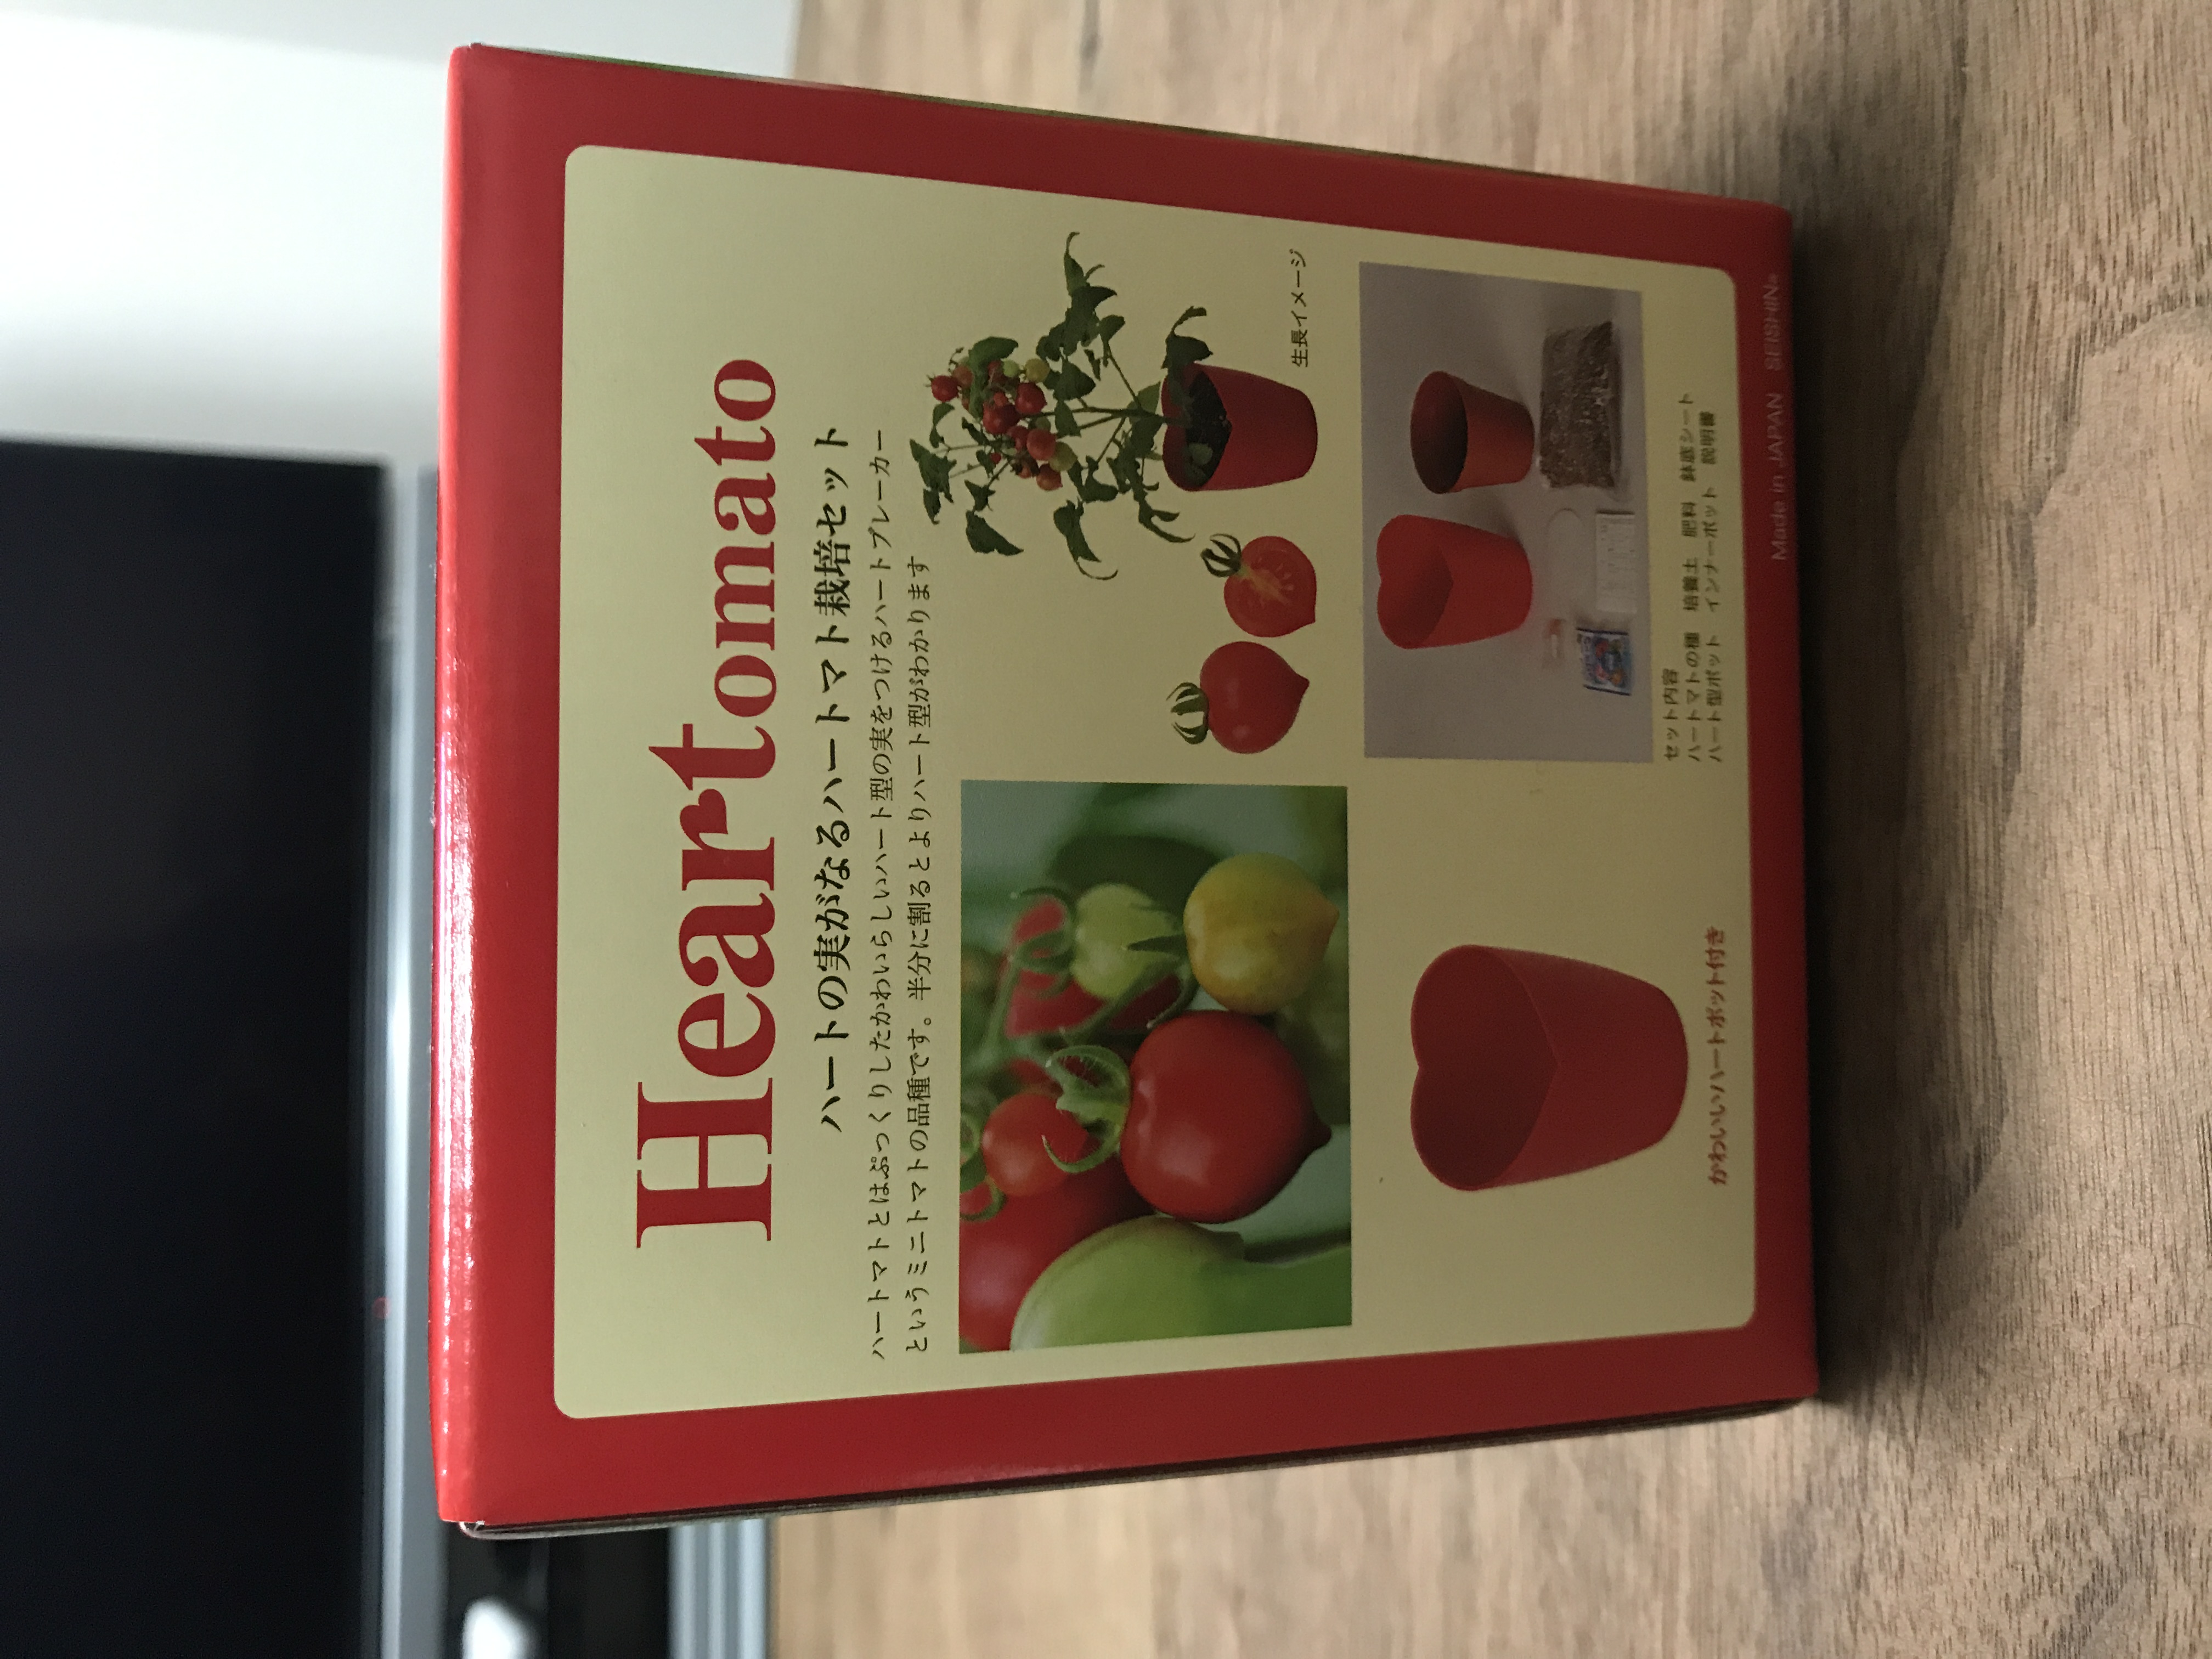 Heartomato
ハートの実がなるハートマト栽培セット
ハートマトとはぷっくりしたかわいらしいハート型の実をつけるハートブレーカー
というミニトマトの品種です。半分に割るとよりハート型がわかります
生長イメージ
セット内容
ハートマトの種 培養土 肥料 鉢底シート
ハート型ポット インナーポット 説明書
かわいいハートポット付き
Made in JAPAN SEISHIN